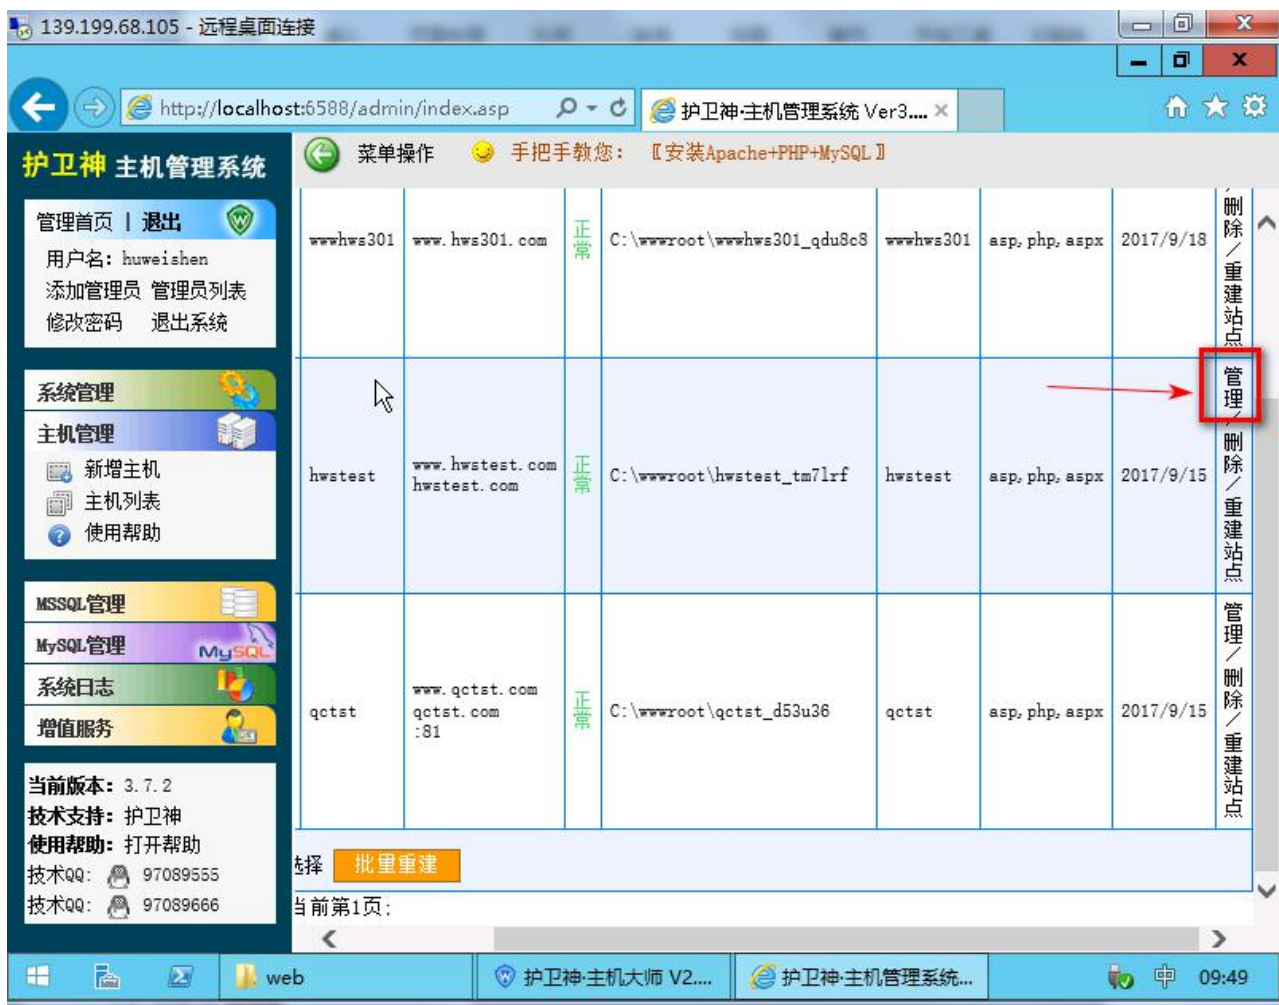 139.199.68.105 - 远程桌面连接
http://localhost:6588/admin/index.asp
护卫神·主机管理系统 Ver3....
护卫神 主机管理系统
菜单操作
手把手教您: 〖安装Apache+PHP+MySQL〗
管理首页 | 退出
用户名: huweishen
添加管理员 管理员列表
修改密码 退出系统
系统管理
主机管理
新增主机
主机列表
使用帮助
MSSQL管理
MySQL管理
MySQL
系统日志
增值服务
当前版本: 3.7.2
技术支持: 护卫神
使用帮助: 打开帮助
技术QQ: 97089555
技术QQ: 97089666
wwwhws301 www.hws301.com 正常 C:\wwwroot\wwwhws301_qdu8c8 wwwhws301 asp,php,aspx 2017/9/18 /删除/重建站点
hwstest www.hwstest.com 正常 C:\wwwroot\hwstest_tm7lrf hwstest asp,php,aspx 2017/9/15 管理/删除/重建站点
hwstest.com
qctst www.qctst.com 正常 C:\wwwroot\qctst_d53u36 qctst asp,php,aspx 2017/9/15 管理/删除/重建站点
qctst.com
:81
选择 批量重建
当前第1页:
web
护卫神·主机大师 V2....
护卫神·主机管理系统...
中
09:49